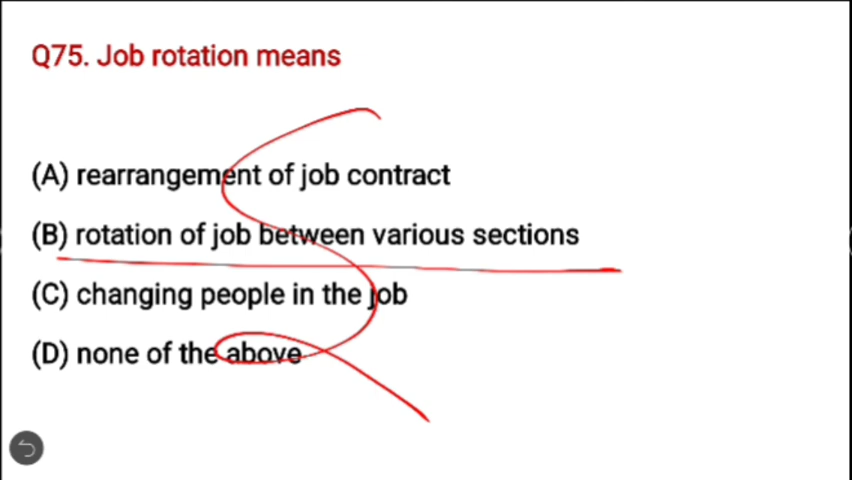 Q75. Job rotation means
(A) rearrangement of job contract
(B) rotation of job between various sections
(C) changing people in the job
(D) none of the above